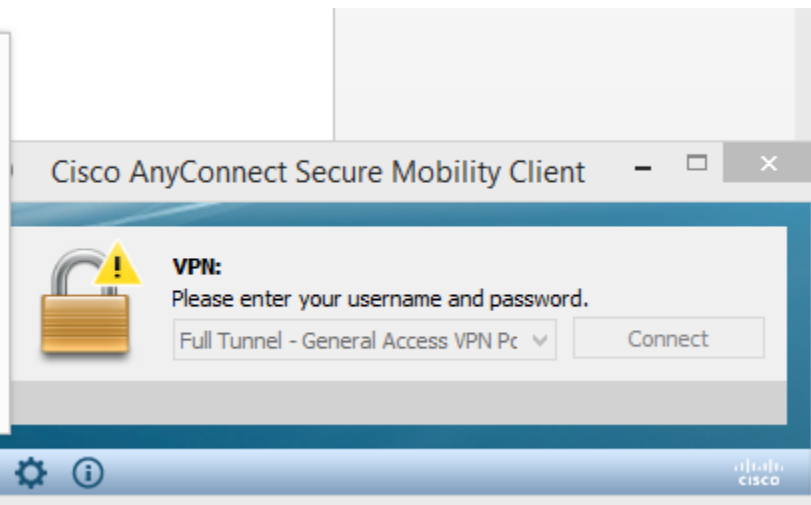 Cisco AnyConnect Secure Mobility Client
VPN:
Please enter your username and password.
Full Tunnel - General Access VPN Pc
Connect
CISCO